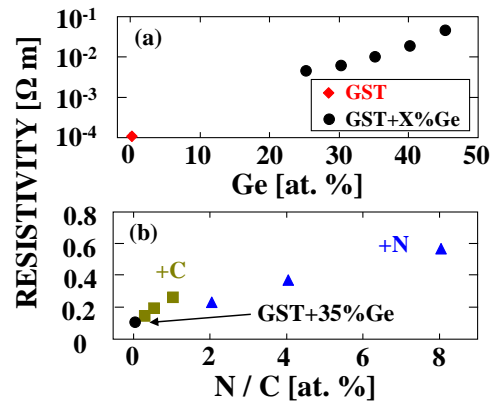 RESISTIVITY [Ω m]
10⁻¹
10⁻²
10⁻³
10⁻⁴
(a)
GST
GST+X%Ge
0 10 20 30 40 50
Ge [at. %]
0.8
0.6
0.4
0.2
0
(b)
+C
+N
GST+35%Ge
0 2 4 6 8
N / C [at. %]